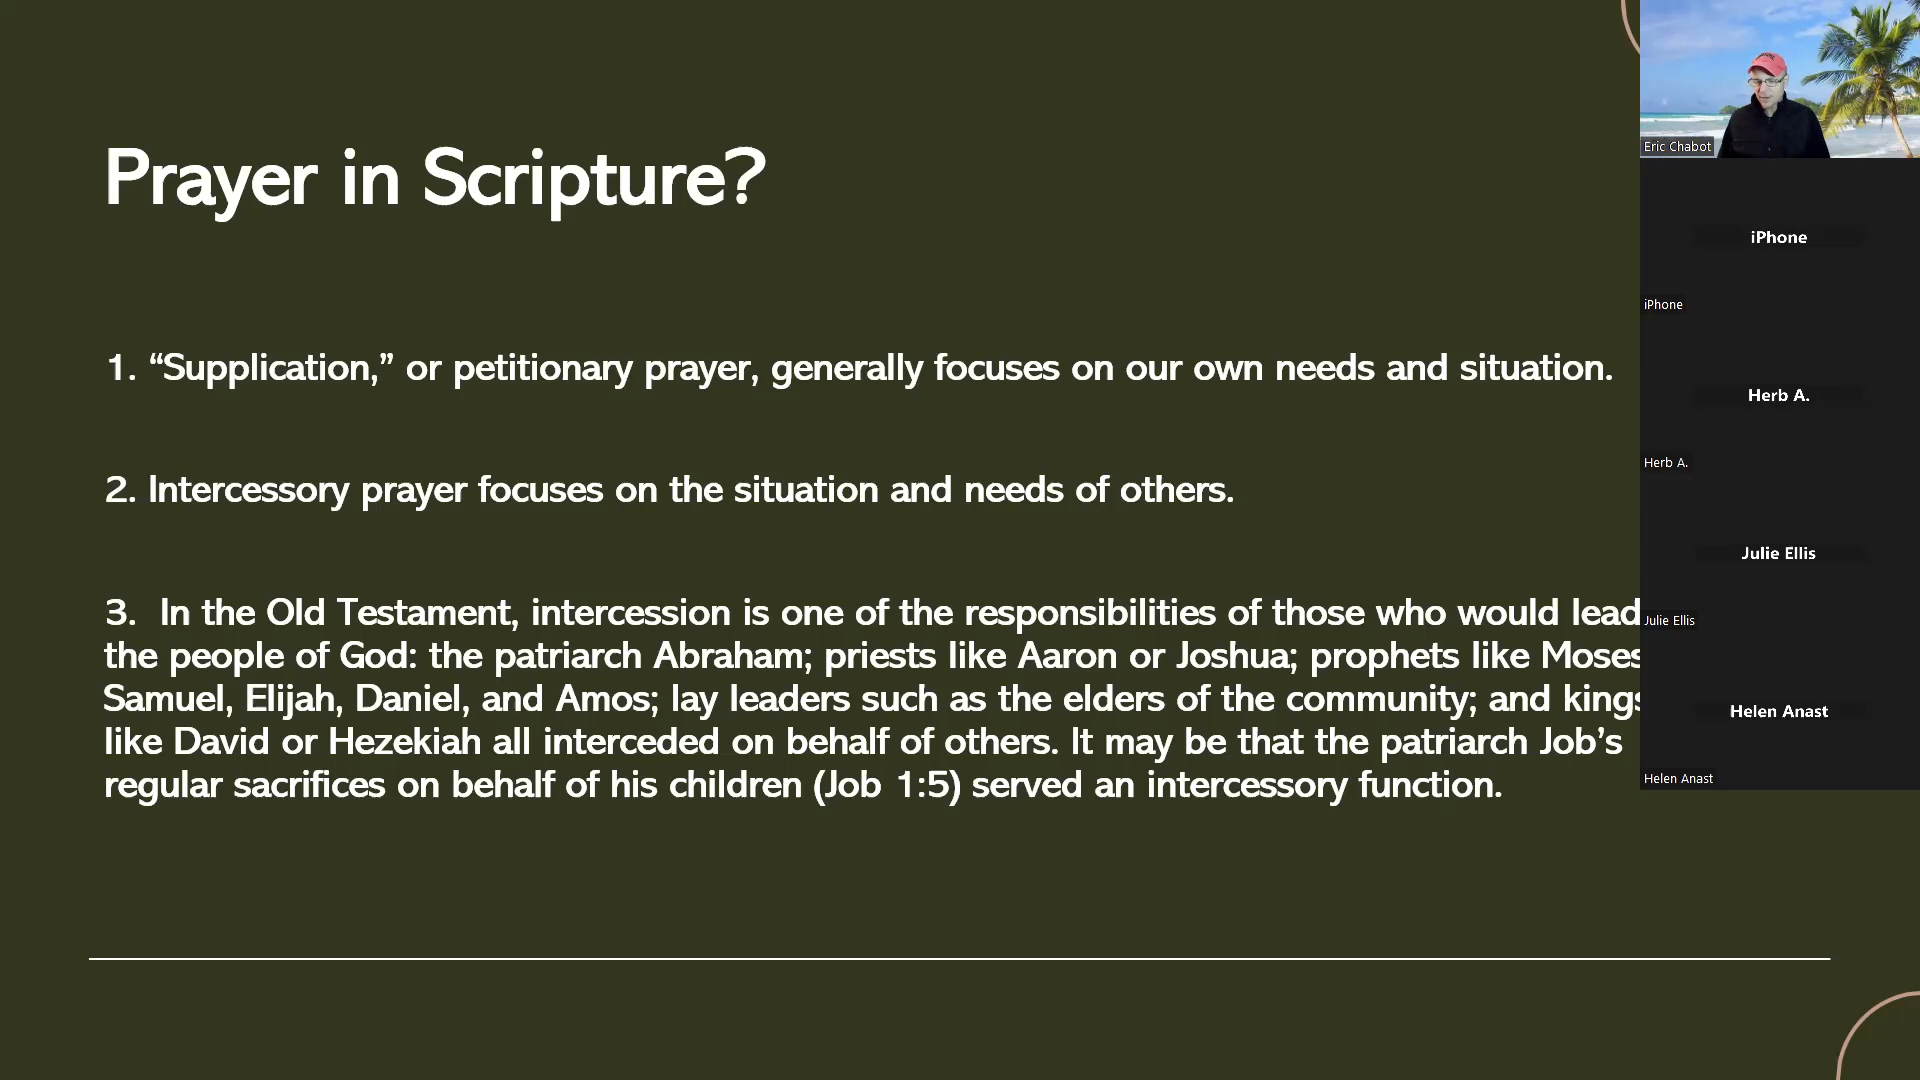 Prayer in Scripture?
1. “Supplication,” or petitionary prayer, generally focuses on our own needs and situation.
2. Intercessory prayer focuses on the situation and needs of others.
3.  In the Old Testament, intercession is one of the responsibilities of those who would lead
the people of God: the patriarch Abraham; priests like Aaron or Joshua; prophets like Moses
Samuel, Elijah, Daniel, and Amos; lay leaders such as the elders of the community; and kings
like David or Hezekiah all interceded on behalf of others. It may be that the patriarch Job’s
regular sacrifices on behalf of his children (Job 1:5) served an intercessory function.
Eric Chabot
iPhone
iPhone
Herb A.
Herb A.
Julie Ellis
Julie Ellis
Helen Anast
Helen Anast